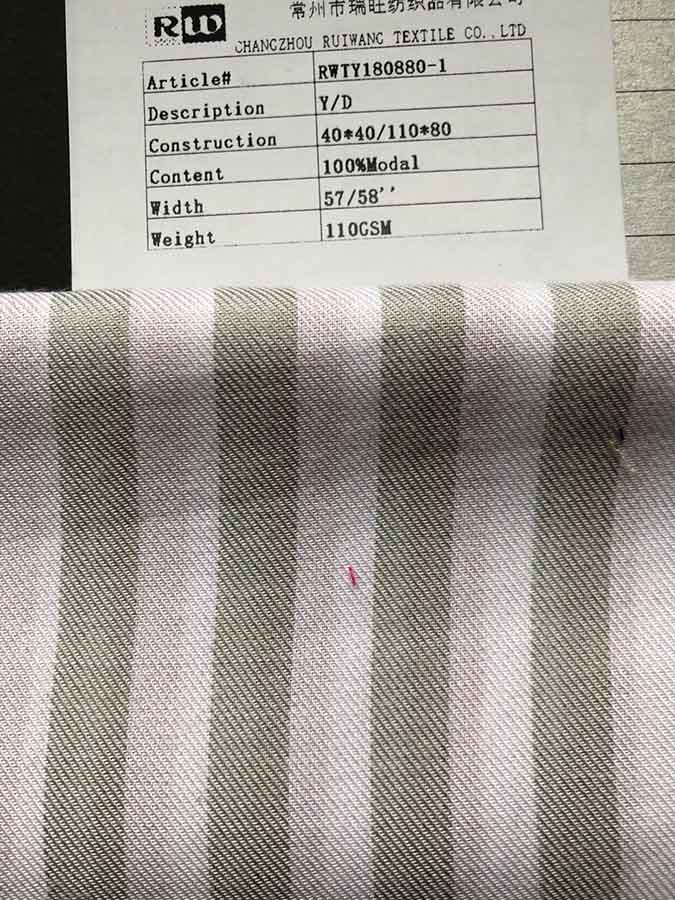 RW
常州市瑞旺纺织品有限公司
CHANGZHOU RUIWANG TEXTILE CO.,LTD
Article# RWTY180880-1
Description Y/D
Construction 40*40/110*80
Content 100%Modal
Width 57/58''
Weight 110GSM